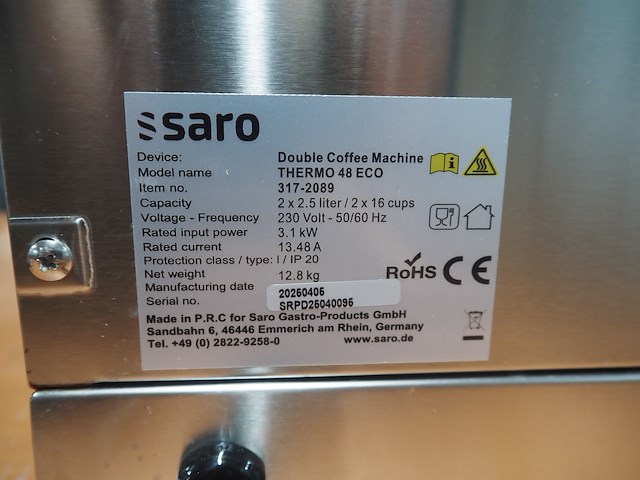 saro
Device: Double Coffee Machine
Model name THERMO 48 ECO
Item no. 317-2089
Capacity 2 x 2.5 liter / 2 x 16 cups
Voltage - Frequency 230 Volt - 50/60 Hz
Rated input power 3.1 kW
Rated current 13.48 A
Protection class / type: I / IP 20
Net weight 12.8 kg
RoHS CE
Manufacturing date 20250405
Serial no. SRPD25040095
Made in P.R.C for Saro Gastro-Products GmbH
Sandbahn 6, 46446 Emmerich am Rhein, Germany
Tel. +49 (0) 2822-9258-0 www.saro.de